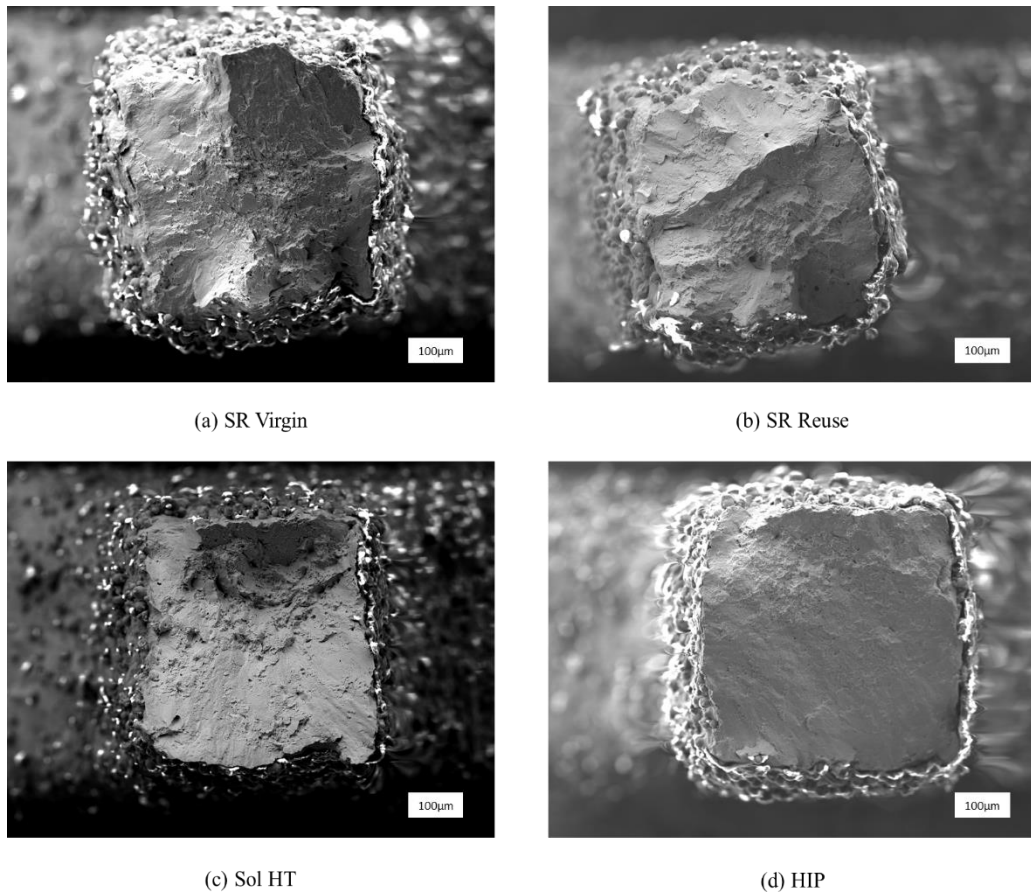 100µm
100µm
(a) SR Virgin
(b) SR Reuse
100µm
100µm
(c) Sol HT
(d) HIP